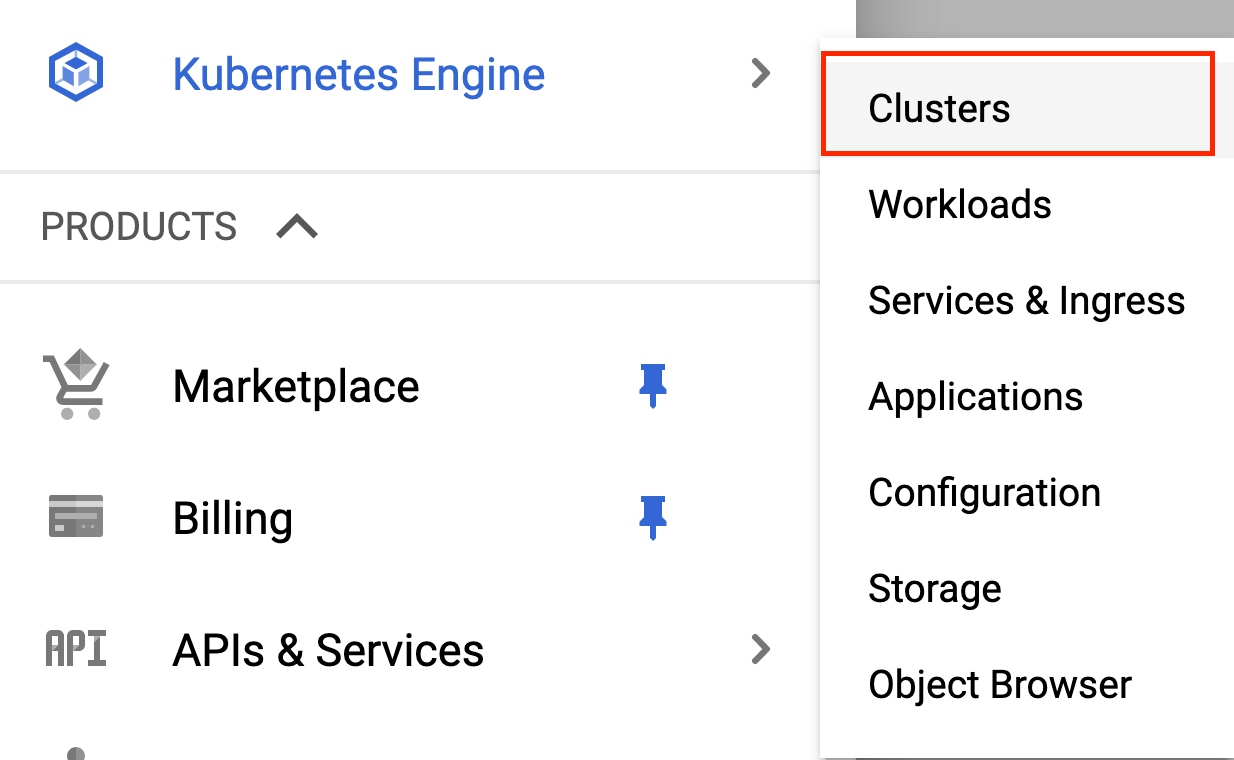 Kubernetes Engine
PRODUCTS
Marketplace
Billing
API
APIs & Services
Clusters
Workloads
Services & Ingress
Applications
Configuration
Storage
Object Browser